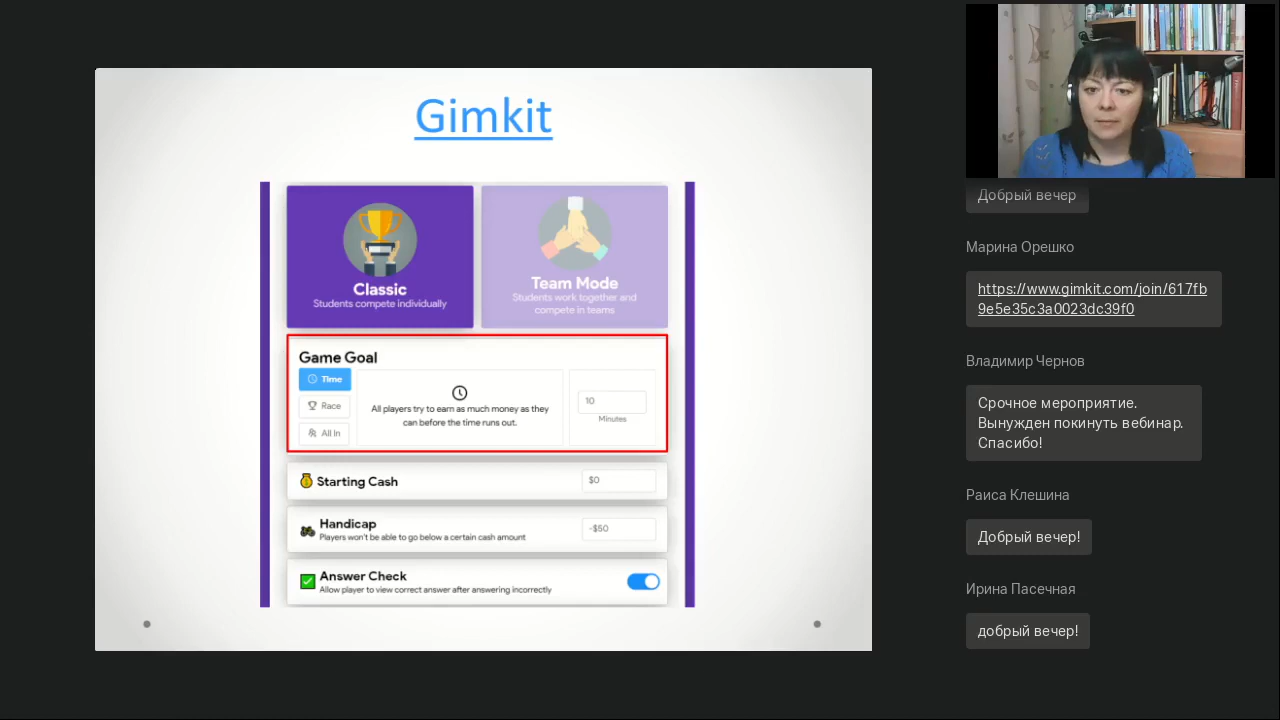 Gimkit
Classic
Students compete individually
Team Mode
Students work together and
compete in teams
Game Goal
Time
Race
All In
All players try to earn as much money as they
can before the time runs out.
10
Minutes
Starting Cash
$0
Handicap
Players won't be able to go below a certain cash amount
-$50
Answer Check
Allow player to view correct answer after answering incorrectly
Добрый вечер
Марина Орешко
https://www.gimkit.com/join/617fb
9e5e35c3a0023dc39f0
Владимир Чернов
Срочное мероприятие.
Вынужден покинуть вебинар.
Спасибо!
Раиса Клешина
Добрый вечер!
Ирина Пасечная
добрый вечер!